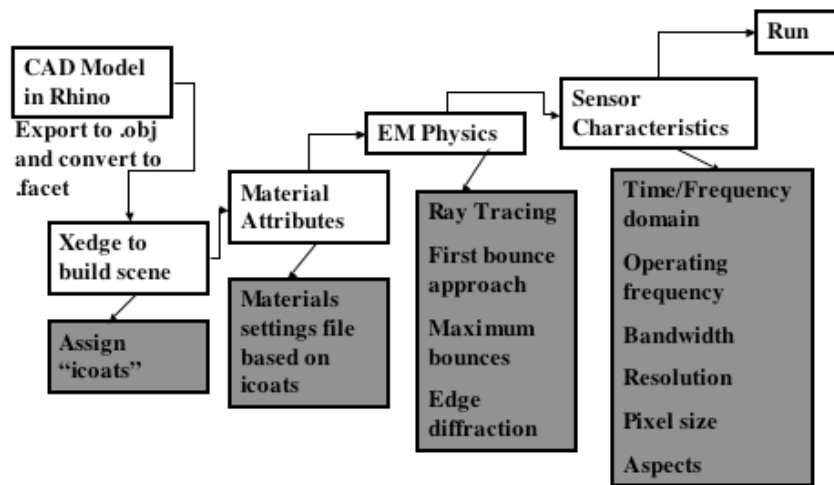 CAD Model
in Rhino
Export to .obj
and convert to
.facet
Xedge to
build scene
Assign
“icoats”
Material
Attributes
Materials
settings file
based on
icoats
EM Physics
Ray Tracing
First bounce
approach
Maximum
bounces
Edge
diffraction
Sensor
Characteristics
Time/Frequency
domain
Operating
frequency
Bandwidth
Resolution
Pixel size
Aspects
Run